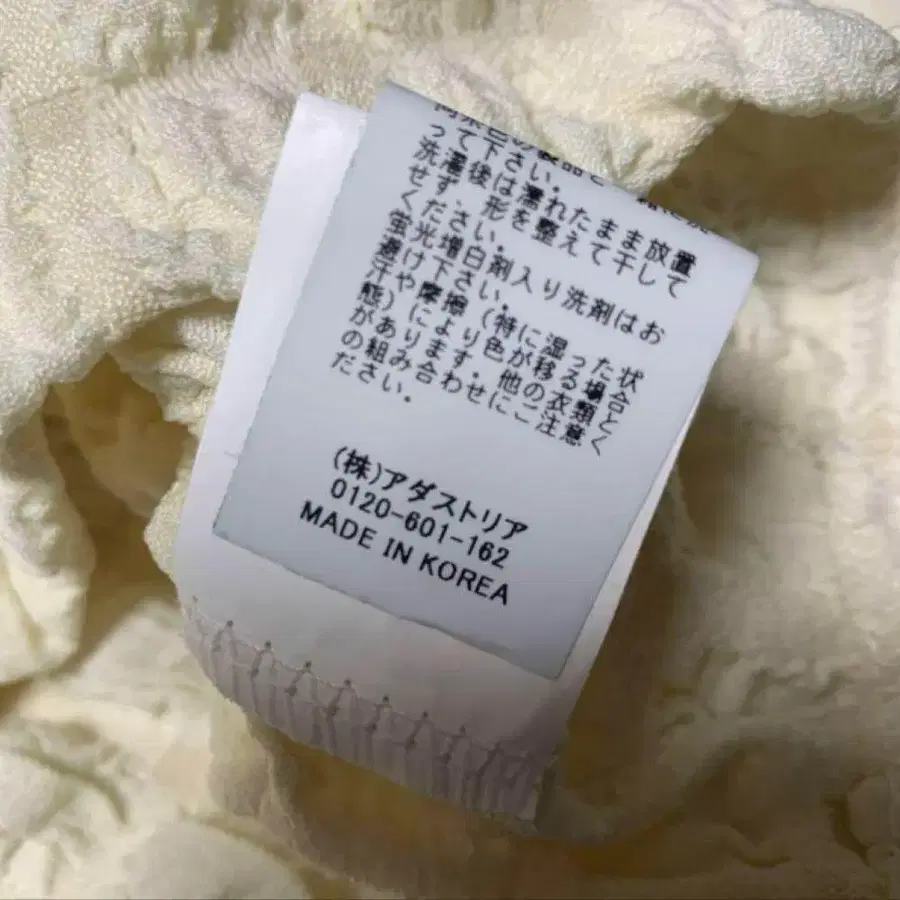 の製品と
って下さい。
洗濯後は濡れたまま放置
せず、形を整えて干して
ください。
蛍光増白剤入り洗剤はお
避け下さい。
汗や摩擦(特に湿った状
態)により色が移る場合
があります。他の衣類と
の組み合わせにご注意く
ださい。
(株)アダストリア
0120-601-162
MADE IN KOREA